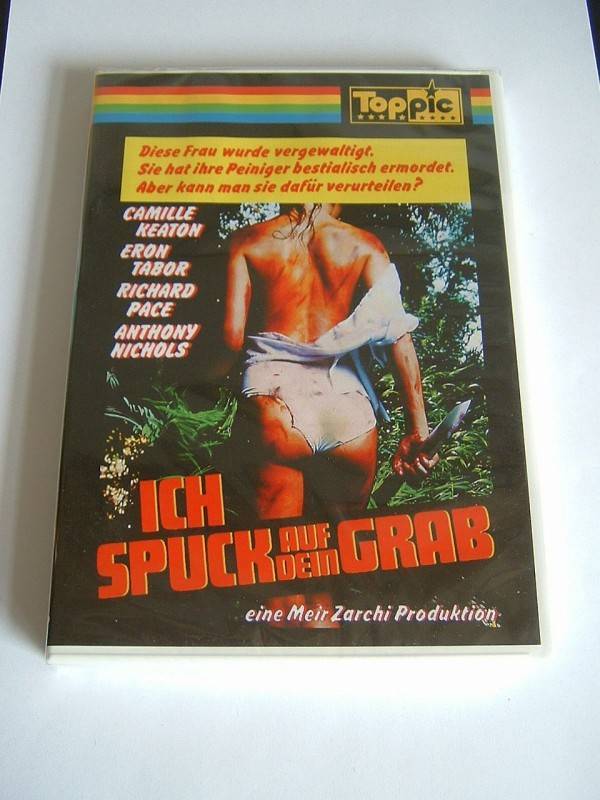 Toppic
Diese Frau wurde vergewaltigt.
Sie hat ihre Peiniger bestialisch ermordet.
Aber kann man sie dafür verurteilen?
CAMILLE
KEATON
ERON
TABOR
RICHARD
PACE
ANTHONY
NICHOLS
ICH
SPUCK AUF DEIN GRAB
eine Meir Zarchi Produktion